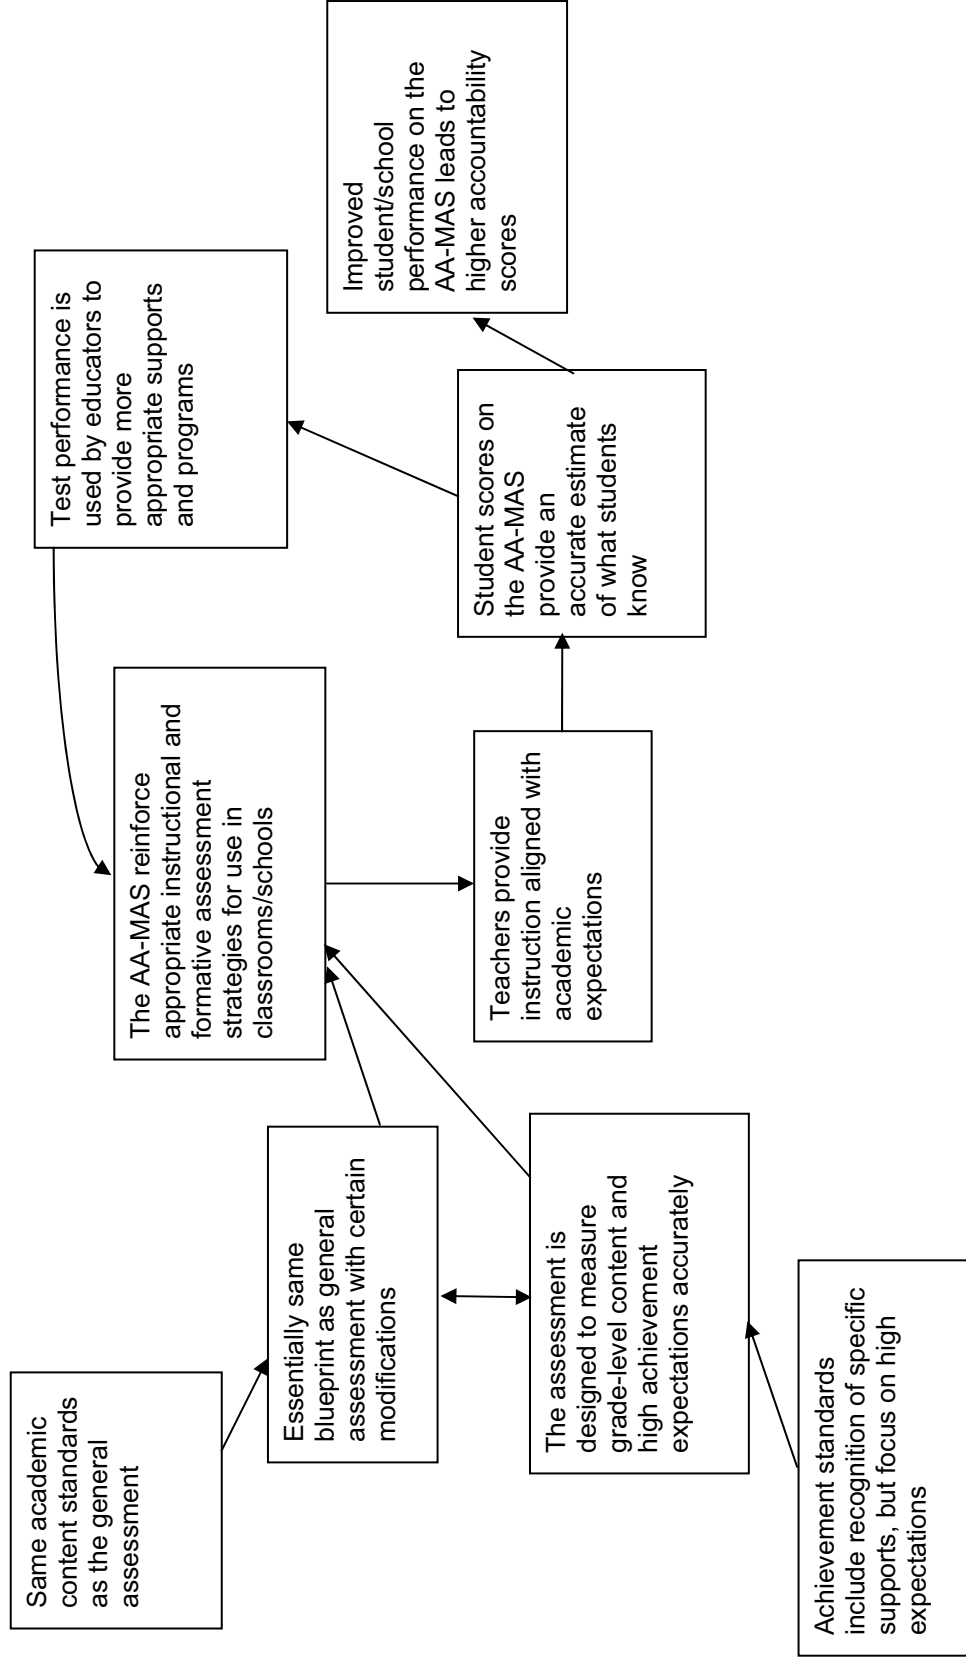 Same academic
content standards
as the general
assessment
Essentially same
blueprint as general
assessment with certain
modifications
The assessment is
designed to measure
grade-level content and
high achievement
expectations accurately
Achievement standards
include recognition of specific
supports, but focus on high
expectations
The AA-MAS reinforce
appropriate instructional and
formative assessment
strategies for use in
classrooms/schools
Teachers provide
instruction aligned with
academic
expectations
Test performance is
used by educators to
provide more
appropriate supports
and programs
Student scores on
the AA-MAS
provide an
accurate estimate
of what students
know
Improved
student/school
performance on the
AA-MAS leads to
higher accountability
scores